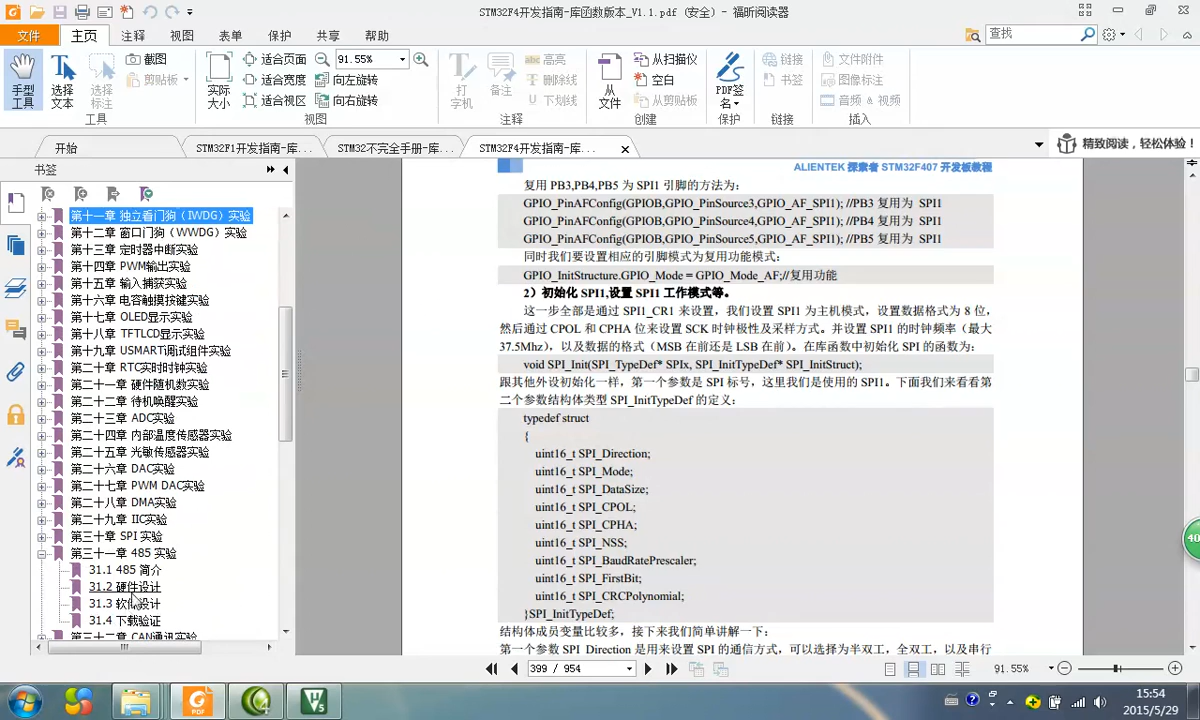 STM32F4开发指南-库函数版本_V1.1.pdf (安全) - 福昕阅读器
文件 主页 注释 视图 表单 保护 共享 帮助
查找
手型工具
选择文本
选择标注
截图
剪贴板
工具
实际大小
适合页面
适合宽度
适合视区
91.55%
向左旋转
向右旋转
视图
打字机
备注
高亮
删除线
下划线
注释
从文件
从扫描仪
空白
从剪贴板
创建
PDF签名
保护
链接
书签
链接
文件附件
图像标注
音频 & 视频
插入
开始
STM32F1开发指南-库...
STM32不完全手册-库...
STM32F4开发指南-库...
精致阅读，轻松体验！
书签
第十一章 独立看门狗（IWDG）实验
第十二章 窗口门狗（WWDG）实验
第十三章 定时器中断实验
第十四章 PWM输出实验
第十五章 输入捕获实验
第十六章 电容触摸按键实验
第十七章 OLED显示实验
第十八章 TFTLCD显示实验
第十九章 USMART调试组件实验
第二十章 RTC实时时钟实验
第二十一章 硬件随机数实验
第二十二章 待机唤醒实验
第二十三章 ADC实验
第二十四章 内部温度传感器实验
第二十五章 光敏传感器实验
第二十六章 DAC实验
第二十七章 PWM DAC实验
第二十八章 DMA实验
第二十九章 IIC实验
第三十章 SPI 实验
第三十一章 485 实验
31.1 485 简介
31.2 硬件设计
31.3 软件设计
31.4 下载验证
第三十二章 CAN通讯实验
ALIENTEK 探索者 STM32F407 开发板教程
复用 PB3,PB4,PB5 为 SPI1 引脚的方法为：
GPIO_PinAFConfig(GPIOB,GPIO_PinSource3,GPIO_AF_SPI1); //PB3 复用为 SPI1
GPIO_PinAFConfig(GPIOB,GPIO_PinSource4,GPIO_AF_SPI1); //PB4 复用为 SPI1
GPIO_PinAFConfig(GPIOB,GPIO_PinSource5,GPIO_AF_SPI1); //PB5 复用为 SPI1
同时我们要设置相应的引脚模式为复用功能模式：
GPIO_InitStructure.GPIO_Mode = GPIO_Mode_AF;//复用功能
2）初始化 SPI1,设置 SPI1 工作模式等。
这一步全部是通过 SPI1_CR1 来设置，我们设置 SPI1 为主机模式，设置数据格式为 8 位，
然后通过 CPOL 和 CPHA 位来设置 SCK 时钟极性及采样方式。并设置 SPI1 的时钟频率（最大
37.5Mhz），以及数据的格式（MSB 在前还是 LSB 在前）。在库函数中初始化 SPI 的函数为：
void SPI_Init(SPI_TypeDef* SPIx, SPI_InitTypeDef* SPI_InitStruct);
跟其他外设初始化一样，第一个参数是 SPI 标号，这里我们是使用的 SPI1。下面我们来看看第
二个参数结构体类型 SPI_InitTypeDef 的定义：
typedef struct
{
uint16_t SPI_Direction;
uint16_t SPI_Mode;
uint16_t SPI_DataSize;
uint16_t SPI_CPOL;
uint16_t SPI_CPHA;
uint16_t SPI_NSS;
uint16_t SPI_BaudRatePrescaler;
uint16_t SPI_FirstBit;
uint16_t SPI_CRCPolynomial;
}SPI_InitTypeDef;
结构体成员变量比较多，接下来我们简单讲解一下：
第一个参数 SPI_Direction 是用来设置 SPI 的通信方式，可以选择为半双工，全双工，以及串行
40
399 / 954
91.55%
15:54
2015/5/29